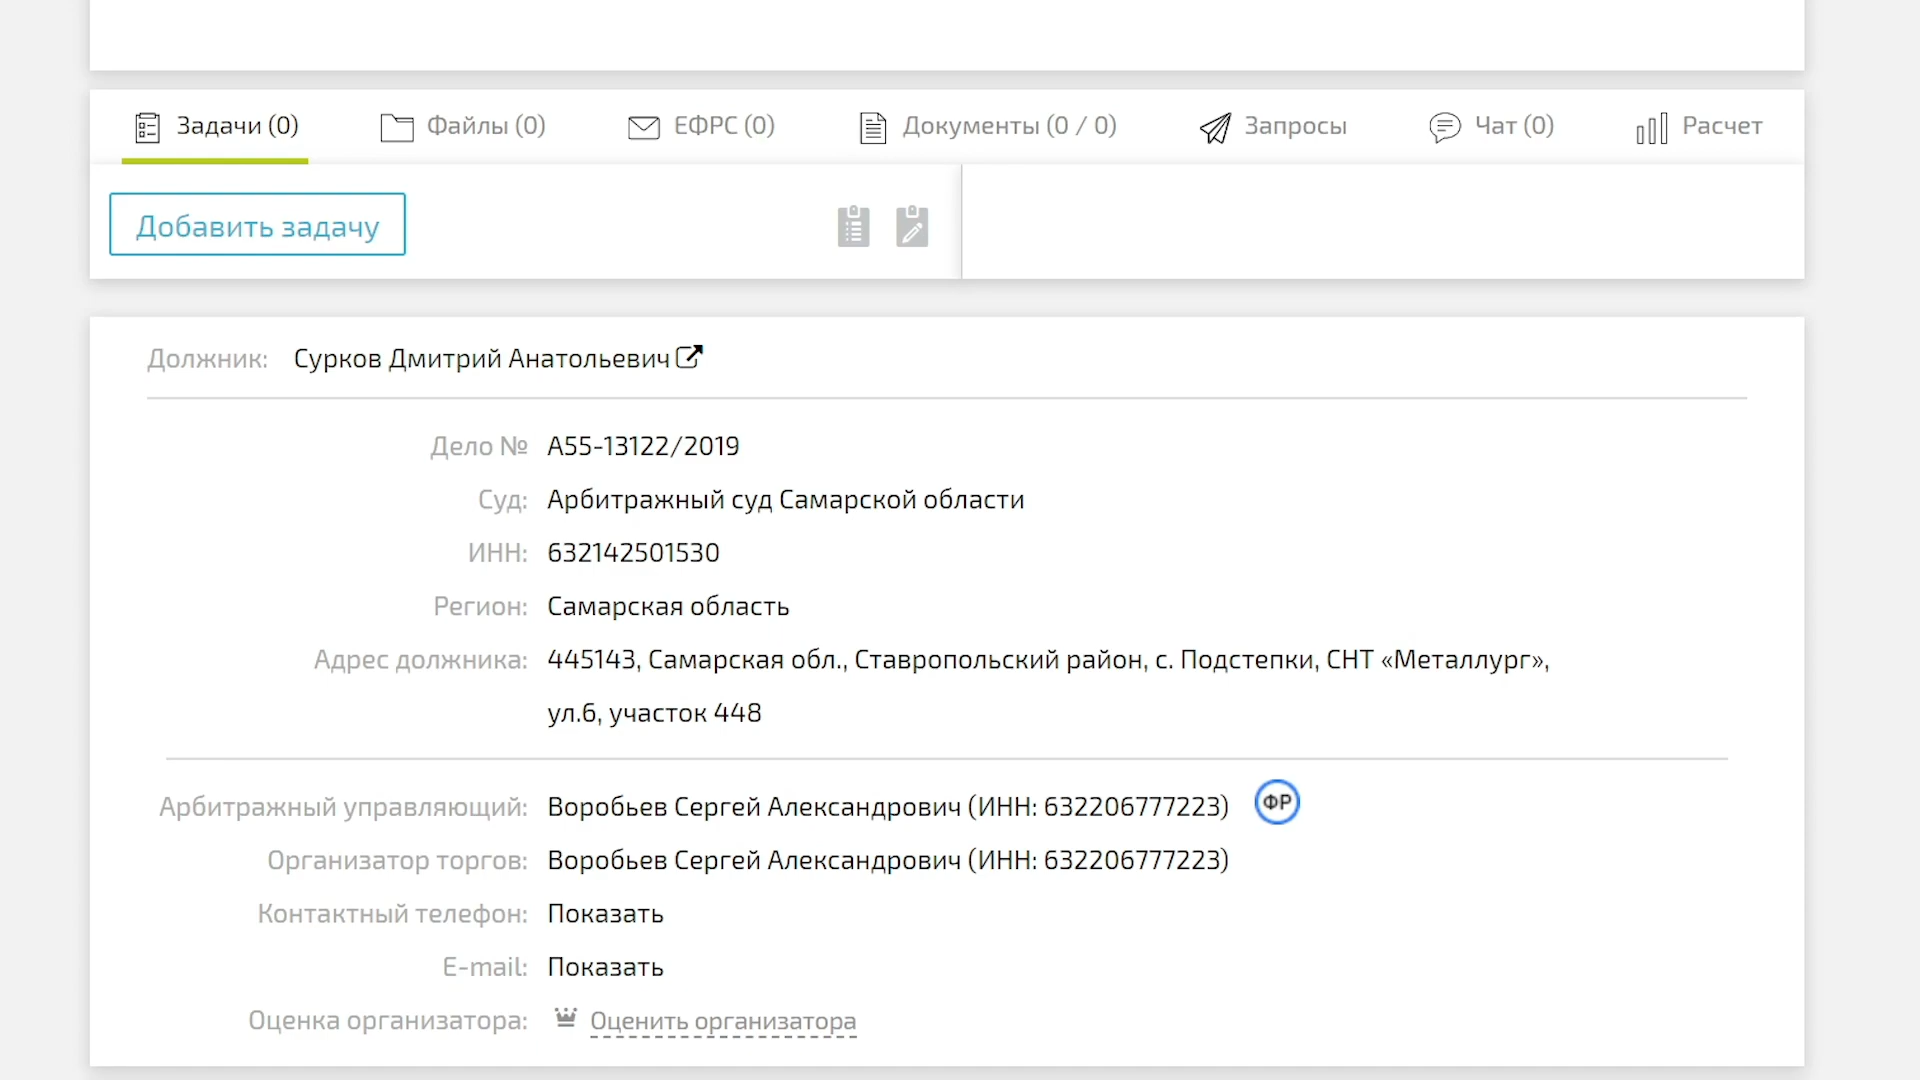 Задачи (0) Файлы (0) ЕФРС (0) Документы (0 / 0) Запросы Чат (0) Расчет
Добавить задачу
Должник: Сурков Дмитрий Анатольевич
Дело № А55-13122/2019
Суд: Арбитражный суд Самарской области
ИНН: 632142501530
Регион: Самарская область
Адрес должника: 445143, Самарская обл., Ставропольский район, с. Подстепки, СНТ «Металлург»,
ул.6, участок 448
Арбитражный управляющий: Воробьев Сергей Александрович (ИНН: 632206777223) ФР
Организатор торгов: Воробьев Сергей Александрович (ИНН: 632206777223)
Контактный телефон: Показать
E-mail: Показать
Оценка организатора: Оценить организатора